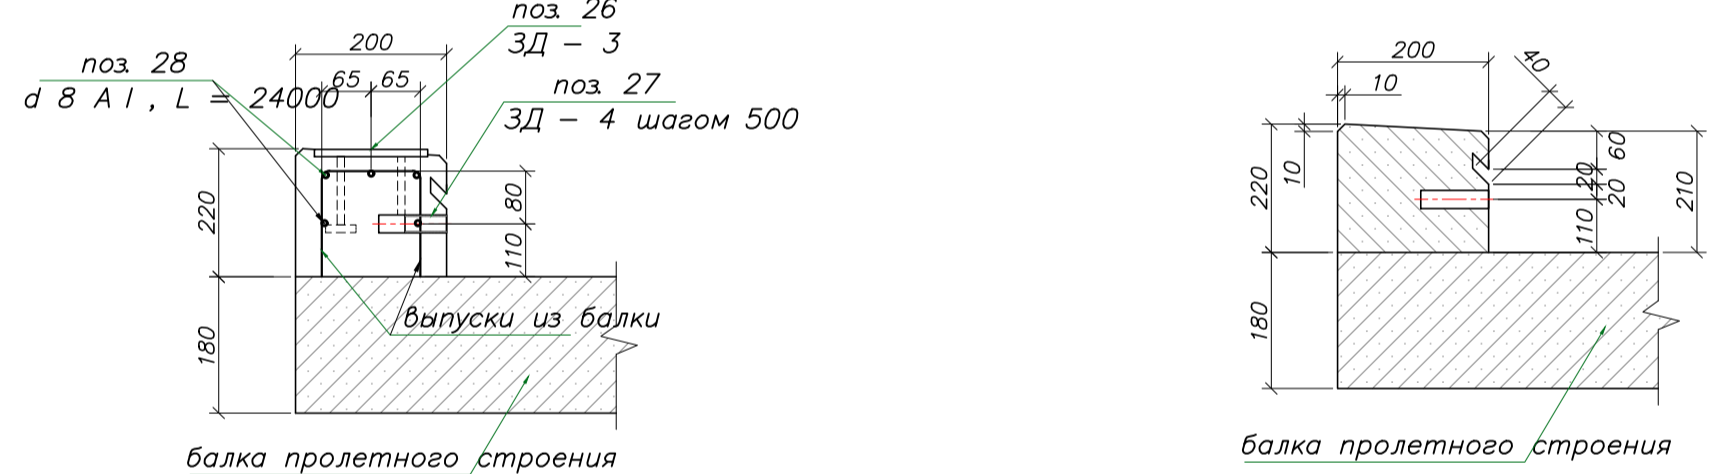 поз. 26
ЗД - 3
200
поз. 28
d 8 A I , L = 24000
65 65
поз. 27
ЗД - 4 шагом 500
220
80
110
180
выпуски из балки
балка пролетного строения
200
40
10
10
220
60
20
20
110
210
180
балка пролетного строения